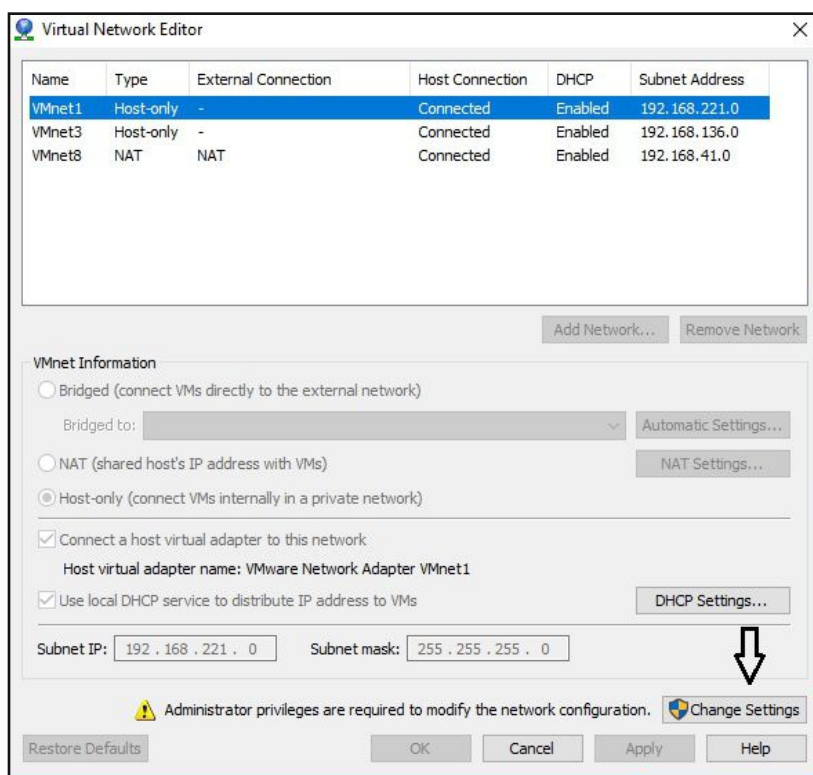 Virtual Network Editor
Name Type External Connection Host Connection DHCP Subnet Address
VMnet1 Host-only - Connected Enabled 192.168.221.0
VMnet3 Host-only - Connected Enabled 192.168.136.0
VMnet8 NAT NAT Connected Enabled 192.168.41.0
Add Network... Remove Network
VMnet Information
Bridged (connect VMs directly to the external network)
Bridged to: Automatic Settings...
NAT (shared host's IP address with VMs) NAT Settings...
Host-only (connect VMs internally in a private network)
Connect a host virtual adapter to this network
Host virtual adapter name: VMware Network Adapter VMnet1
Use local DHCP service to distribute IP address to VMs DHCP Settings...
Subnet IP: 192 . 168 . 221 . 0 Subnet mask: 255 . 255 . 255 . 0
Administrator privileges are required to modify the network configuration. Change Settings
Restore Defaults OK Cancel Apply Help